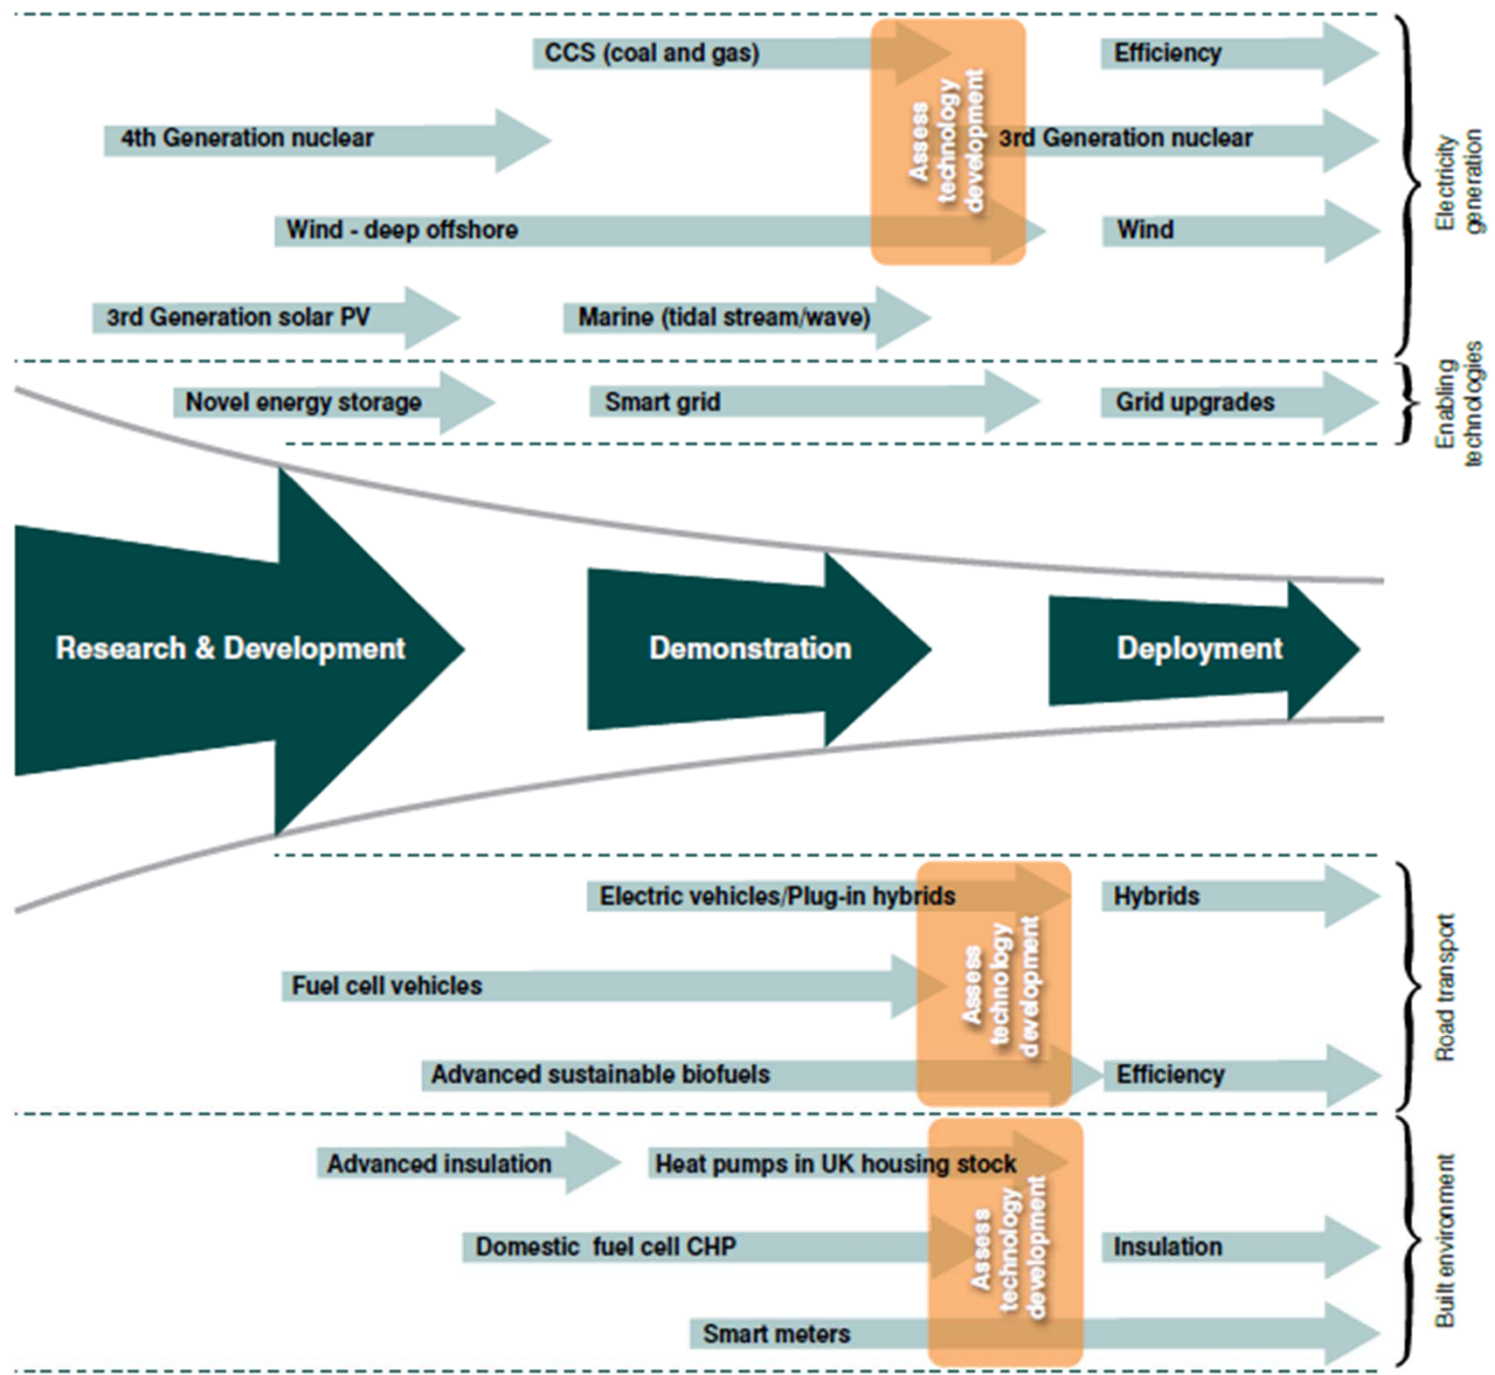 CCS (coal and gas)
Efficiency
4th Generation nuclear
Assess
technology
development
3rd Generation nuclear
Wind - deep offshore
Wind
3rd Generation solar PV
Marine (tidal stream/wave)
Electricity
generation
Novel energy storage
Smart grid
Grid upgrades
Enabling
technologies
Research & Development
Demonstration
Deployment
Electric vehicles/Plug-in hybrids
Hybrids
Fuel cell vehicles
Assess
technology
development
Advanced sustainable biofuels
Efficiency
Road transport
Advanced insulation
Heat pumps in UK housing stock
Domestic fuel cell CHP
Assess
technology
development
Insulation
Smart meters
Built environment